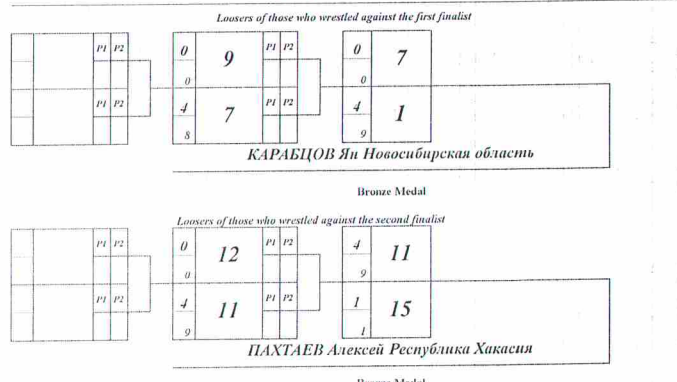 Loosers of those who wrestled against the first finalist
P1 P2 0 9 P1 P2 0 7
0 0
P1 P2 4 7 P1 P2 4 1
8 9
КАРАБЦОВ Ян Новосибирская область
Bronze Medal
Loosers of those who wrestled against the second finalist
P1 P2 0 12 P1 P2 4 11
0 9
P1 P2 4 11 P1 P2 1 15
9 1
ПАХТАЕВ Алексей Республика Хакасия
Bronze Medal